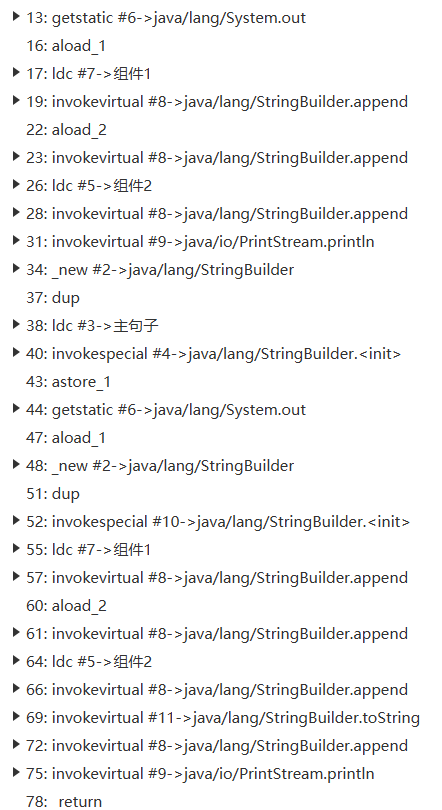 13: getstatic #6->java/lang/System.out
16: aload_1
17: ldc #7->组件1
19: invokevirtual #8->java/lang/StringBuilder.append
22: aload_2
23: invokevirtual #8->java/lang/StringBuilder.append
26: ldc #5->组件2
28: invokevirtual #8->java/lang/StringBuilder.append
31: invokevirtual #9->java/io/PrintStream.println
34: _new #2->java/lang/StringBuilder
37: dup
38: ldc #3->主句子
40: invokespecial #4->java/lang/StringBuilder.<init>
43: astore_1
44: getstatic #6->java/lang/System.out
47: aload_1
48: _new #2->java/lang/StringBuilder
51: dup
52: invokespecial #10->java/lang/StringBuilder.<init>
55: ldc #7->组件1
57: invokevirtual #8->java/lang/StringBuilder.append
60: aload_2
61: invokevirtual #8->java/lang/StringBuilder.append
64: ldc #5->组件2
66: invokevirtual #8->java/lang/StringBuilder.append
69: invokevirtual #11->java/lang/StringBuilder.toString
72: invokevirtual #8->java/lang/StringBuilder.append
75: invokevirtual #9->java/io/PrintStream.println
78: _return